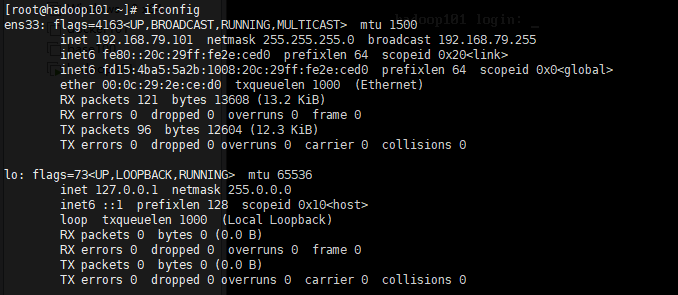 [root@hadoop101 ~]# ifconfig
oop101 login: _
ens33: flags=4163<UP,BROADCAST,RUNNING,MULTICAST>  mtu 1500
        inet 192.168.79.101  netmask 255.255.255.0  broadcast 192.168.79.255
        inet6 fe80::20c:29ff:fe2e:ced0  prefixlen 64  scopeid 0x20<link>
        inet6 fd15:4ba5:5a2b:1008:20c:29ff:fe2e:ced0  prefixlen 64  scopeid 0x0<global>
        ether 00:0c:29:2e:ce:d0  txqueuelen 1000  (Ethernet)
        RX packets 121  bytes 13608 (13.2 KiB)
        RX errors 0  dropped 0  overruns 0  frame 0
        TX packets 96  bytes 12604 (12.3 KiB)
        TX errors 0  dropped 0 overruns 0  carrier 0  collisions 0

lo: flags=73<UP,LOOPBACK,RUNNING>  mtu 65536
        inet 127.0.0.1  netmask 255.0.0.0
        inet6 ::1  prefixlen 128  scopeid 0x10<host>
        loop  txqueuelen 1000  (Local Loopback)
        RX packets 0  bytes 0 (0.0 B)
        RX errors 0  dropped 0  overruns 0  frame 0
        TX packets 0  bytes 0 (0.0 B)
        TX errors 0  dropped 0 overruns 0  carrier 0  collisions 0